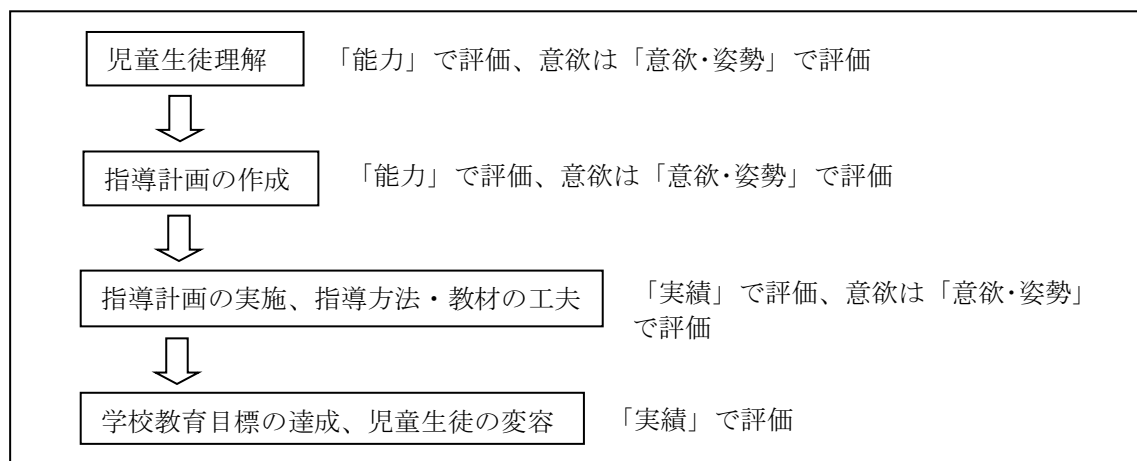 児童生徒理解 「能力」で評価、意欲は「意欲・姿勢」で評価
指導計画の作成 「能力」で評価、意欲は「意欲・姿勢」で評価
指導計画の実施、指導方法・教材の工夫 「実績」で評価、意欲は「意欲・姿勢」
で評価
学校教育目標の達成、児童生徒の変容 「実績」で評価